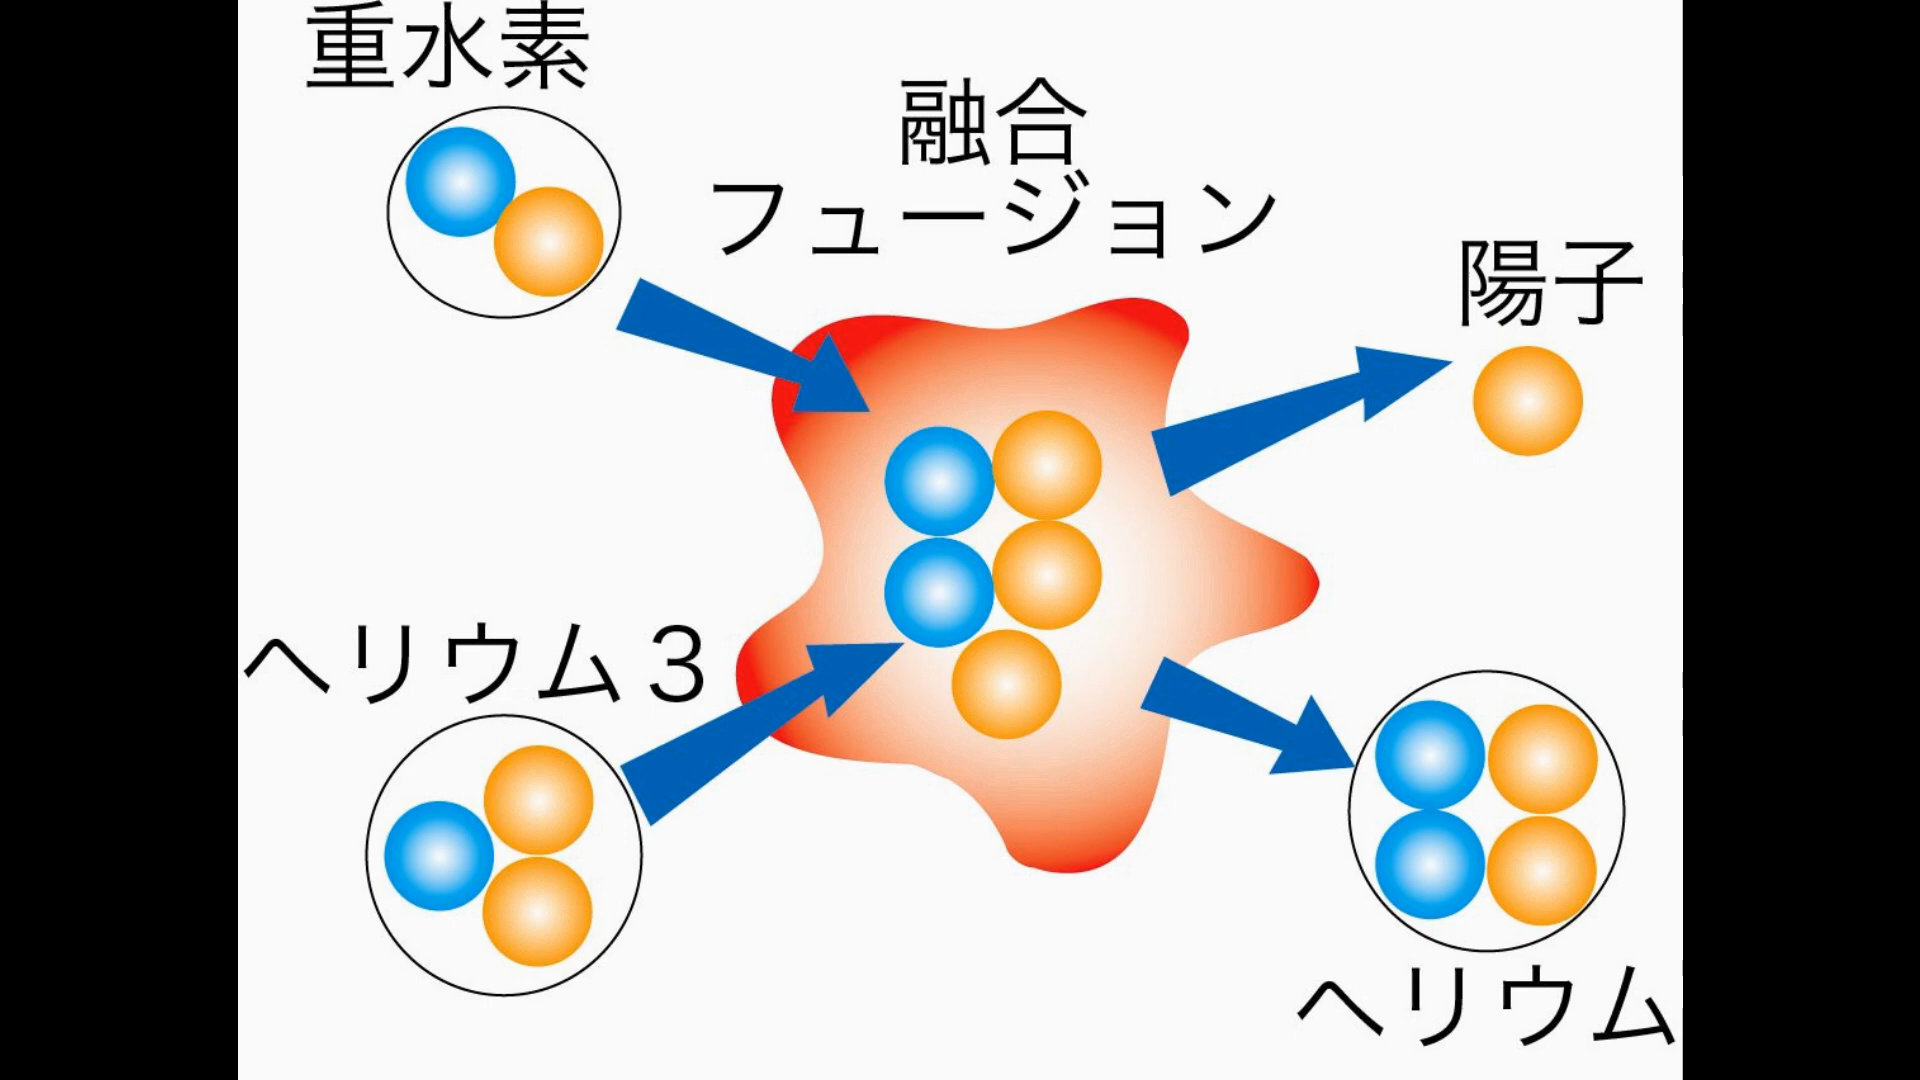 重水素
融合
フュージョン
陽子
ヘリウム３
ヘリウム